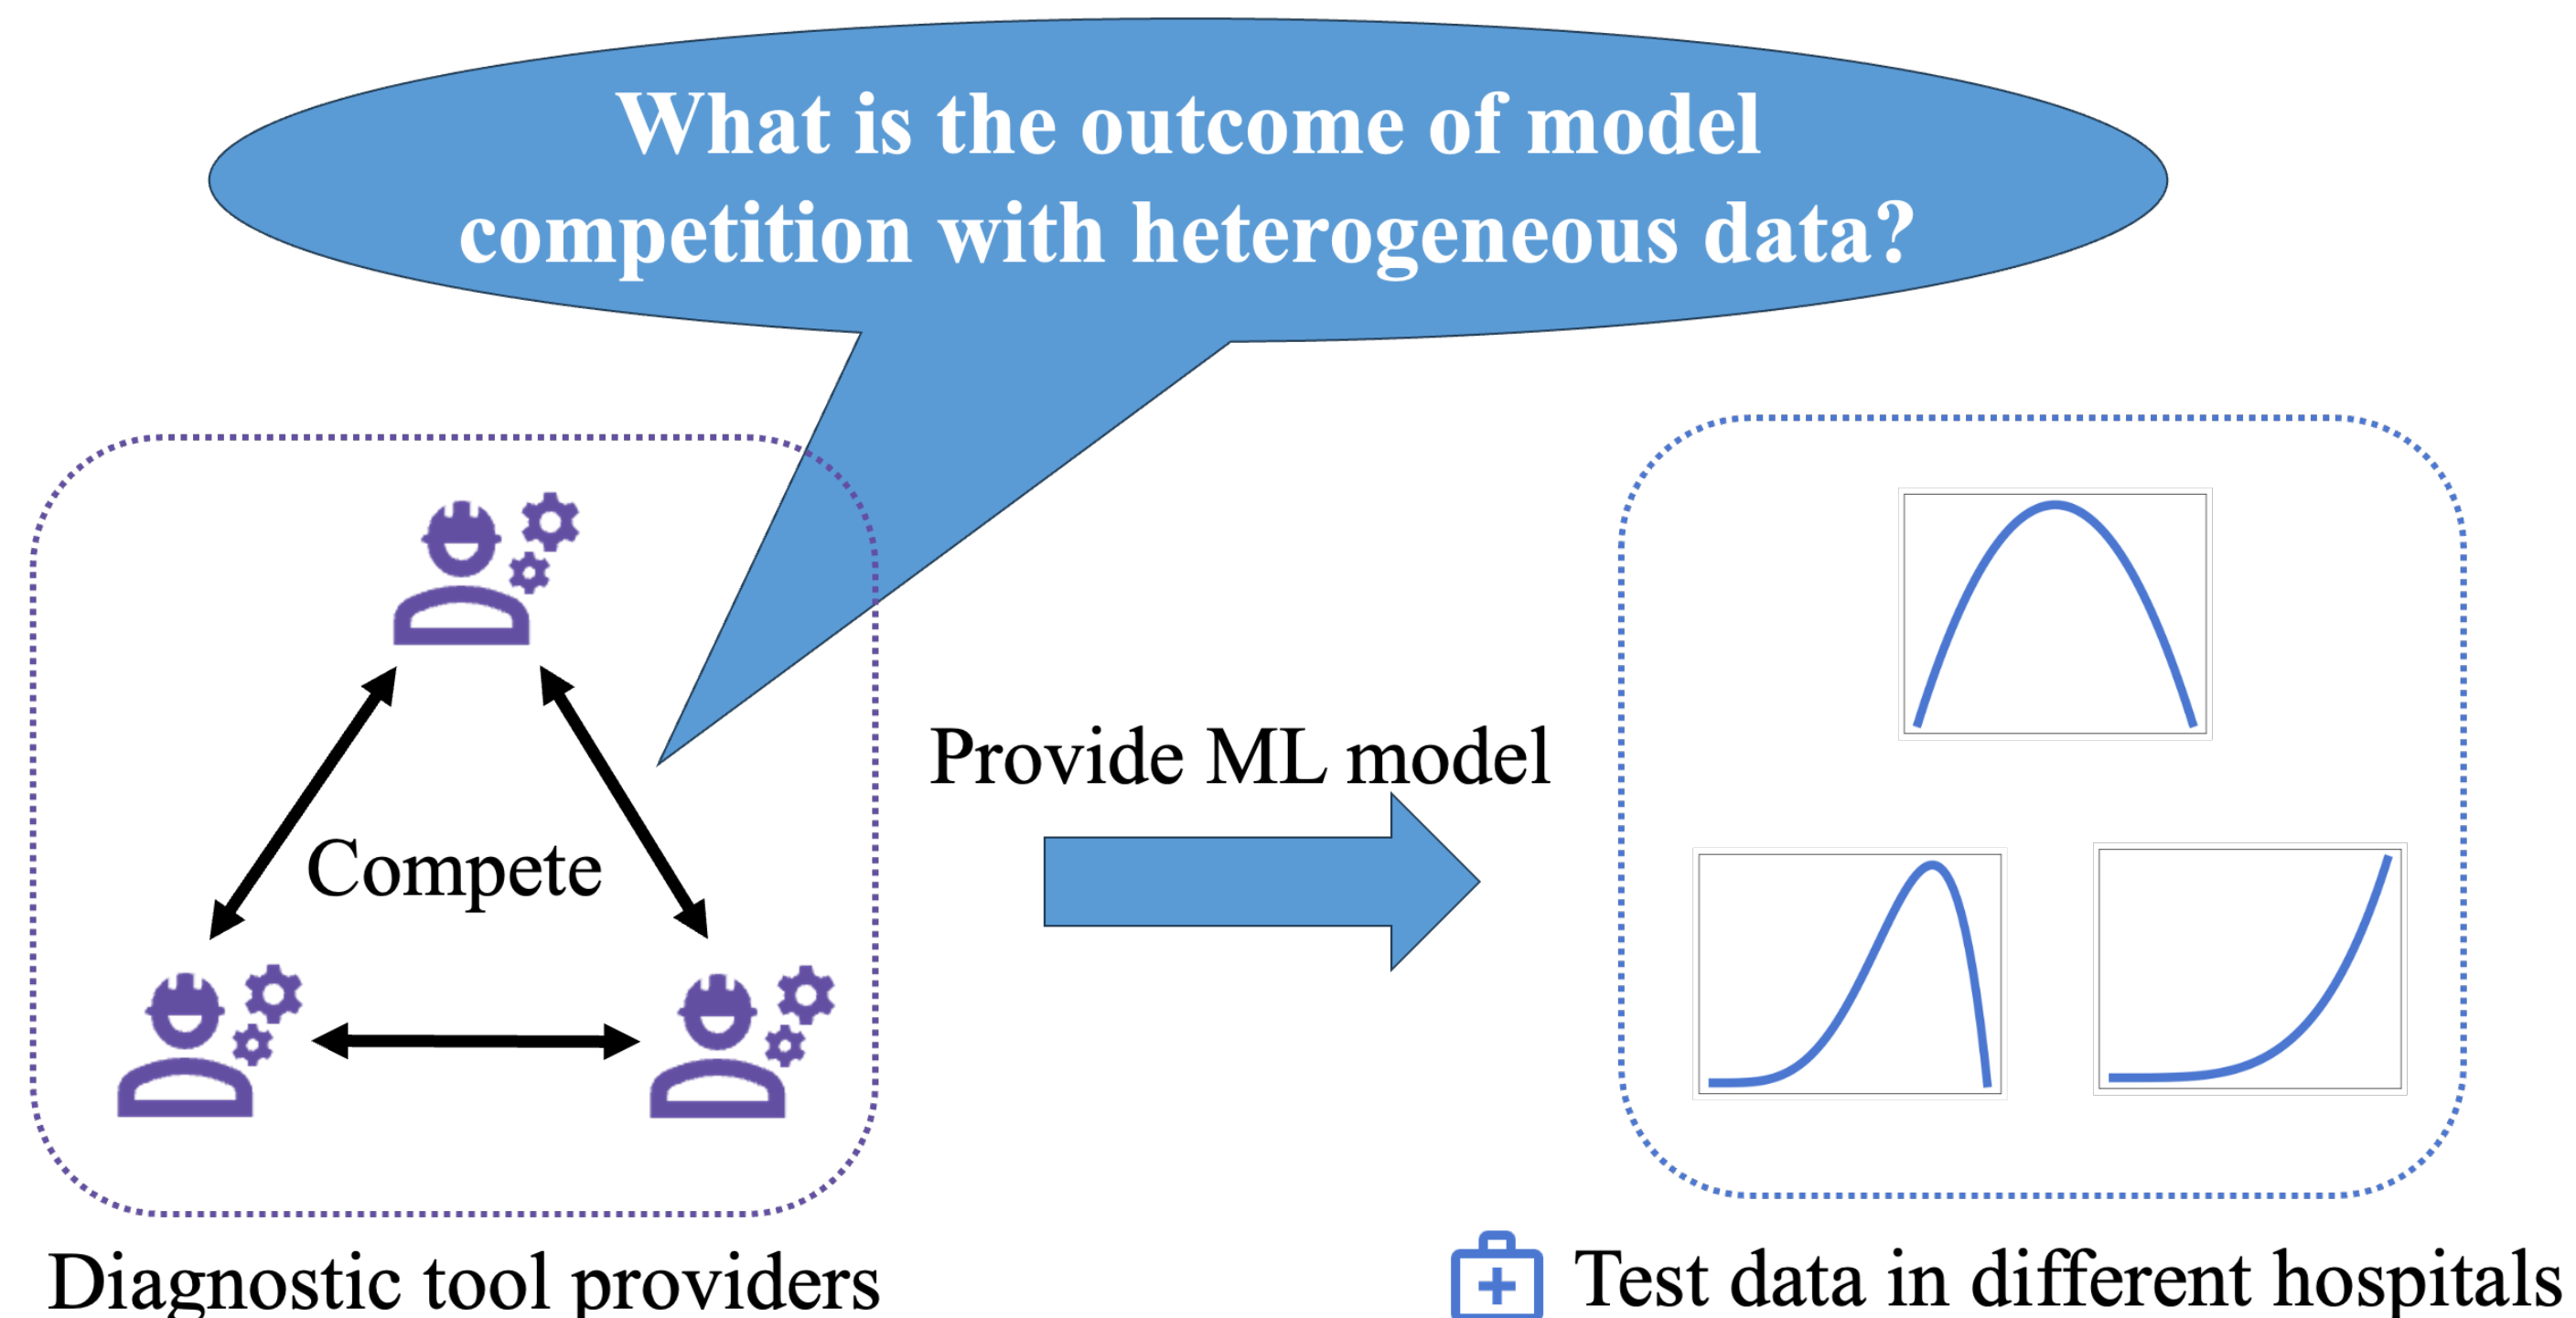 What is the outcome of model
competition with heterogeneous data?
Provide ML model
Compete
Diagnostic tool providers
Test data in different hospitals